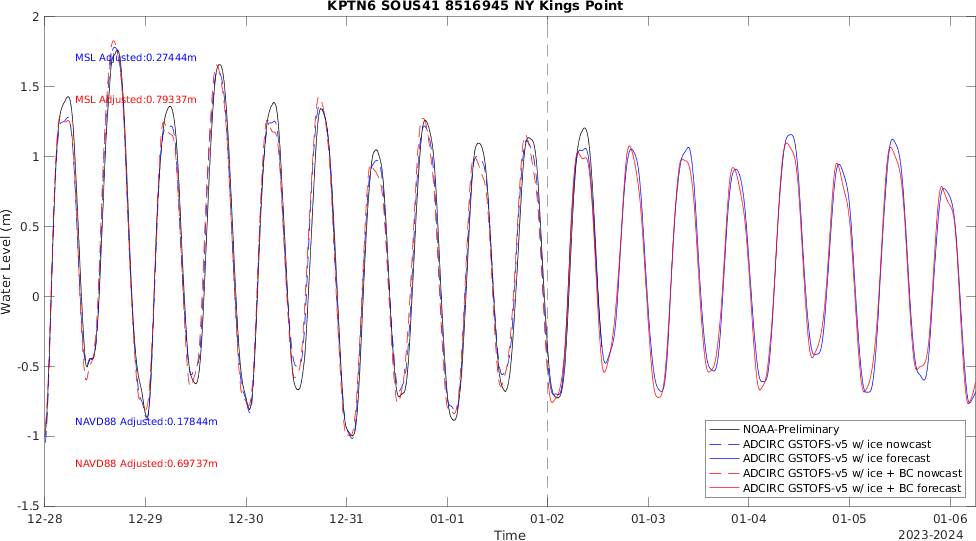 KPTN6 SOUS41 8516945 NY Kings Point
2
1.5
1
0.5
0
-0.5
-1
-1.5
Water Level (m)
MSL Adjusted:0.27444m
MSL Adjusted:0.79337m
NAVD88 Adjusted:0.17844m
NAVD88 Adjusted:0.69737m
NOAA-Preliminary
ADCIRC GSTOFS-v5 w/ ice nowcast
ADCIRC GSTOFS-v5 w/ ice forecast
ADCIRC GSTOFS-v5 w/ ice + BC nowcast
ADCIRC GSTOFS-v5 w/ ice + BC forecast
12-28 12-29 12-30 12-31 01-01 01-02 01-03 01-04 01-05 01-06
Time
2023-2024